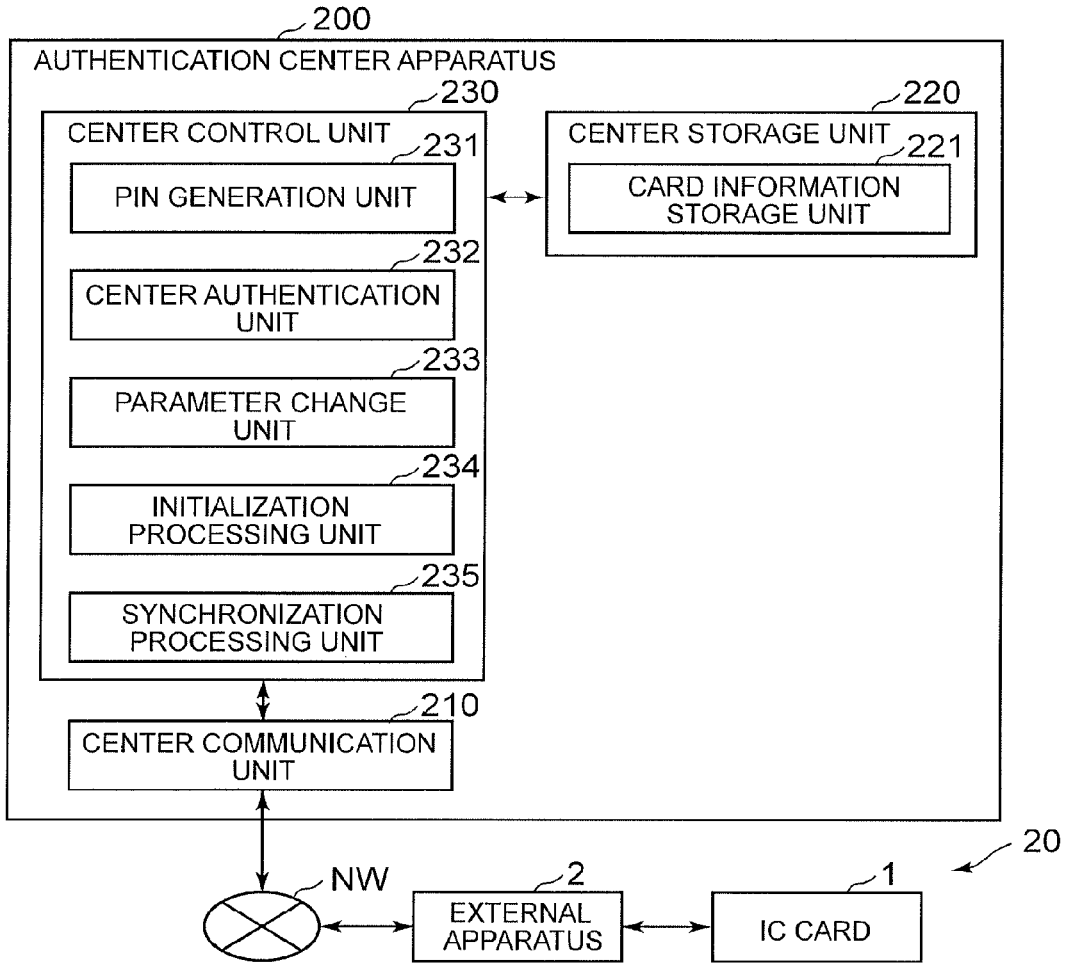 200
AUTHENTICATION CENTER APPARATUS
230
CENTER CONTROL UNIT
231
PIN GENERATION UNIT
232
CENTER AUTHENTICATION
UNIT
233
PARAMETER CHANGE
UNIT
234
INITIALIZATION
PROCESSING UNIT
235
SYNCHRONIZATION
PROCESSING UNIT
220
CENTER STORAGE UNIT
221
CARD INFORMATION
STORAGE UNIT
210
CENTER COMMUNICATION
UNIT
20
NW
2
EXTERNAL
APPARATUS
1
IC CARD